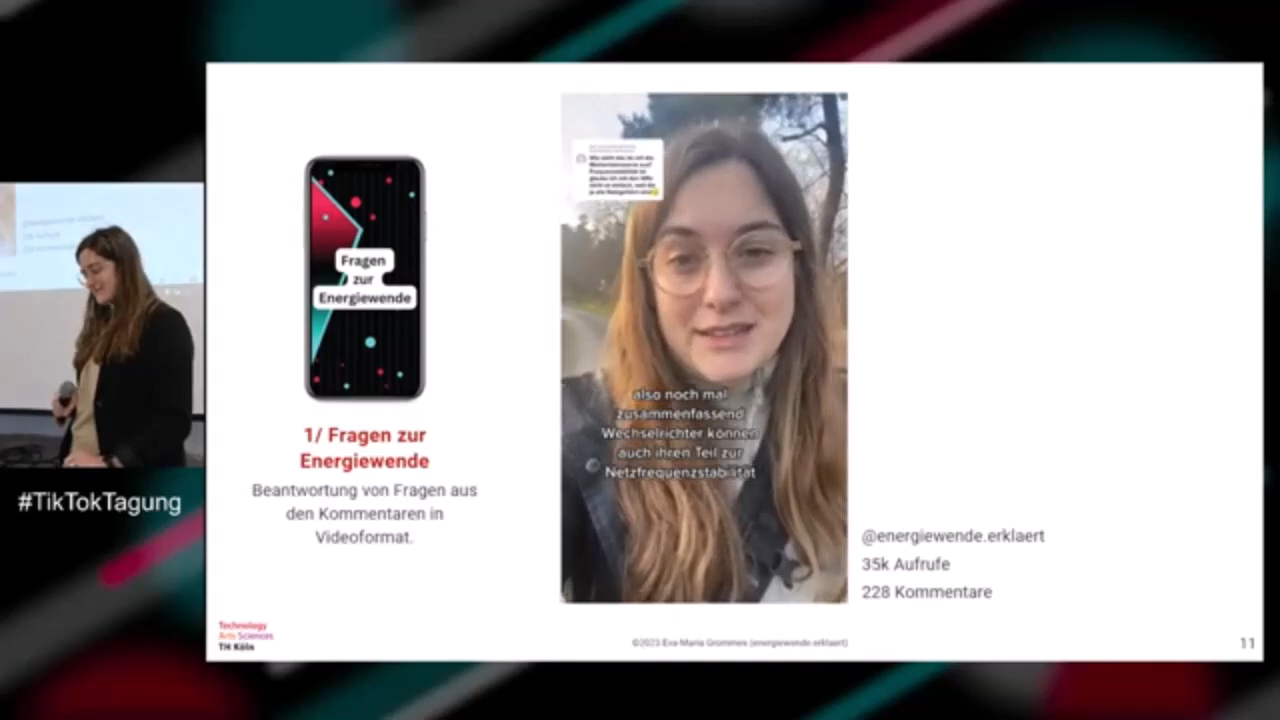 Fragen
zur
Energiewende
1/ Fragen zur
Energiewende
Beantwortung von Fragen aus
den Kommentaren in
Videoformat.
also noch mal
zusammenfassend
Wechselrichter können
auch ihren Teil zur
Netzfrequenzstabilität
@energiewende.erklaert
35k Aufrufe
228 Kommentare
#TikTokTagung
Technology
Arts Sciences
TH Köln
©2023 Eva-Maria Grommes (energiewende.erklaert)
11